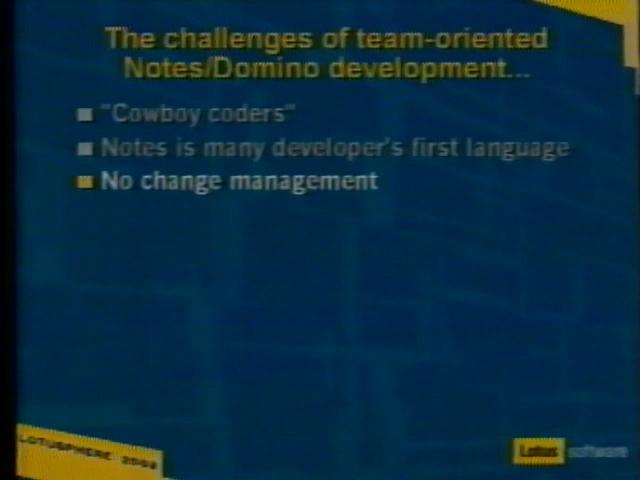 The challenges of team-oriented
Notes/Domino development...
"Cowboy coders"
Notes is many developer's first language
No change management
LOTUSPHERE
Lotus software